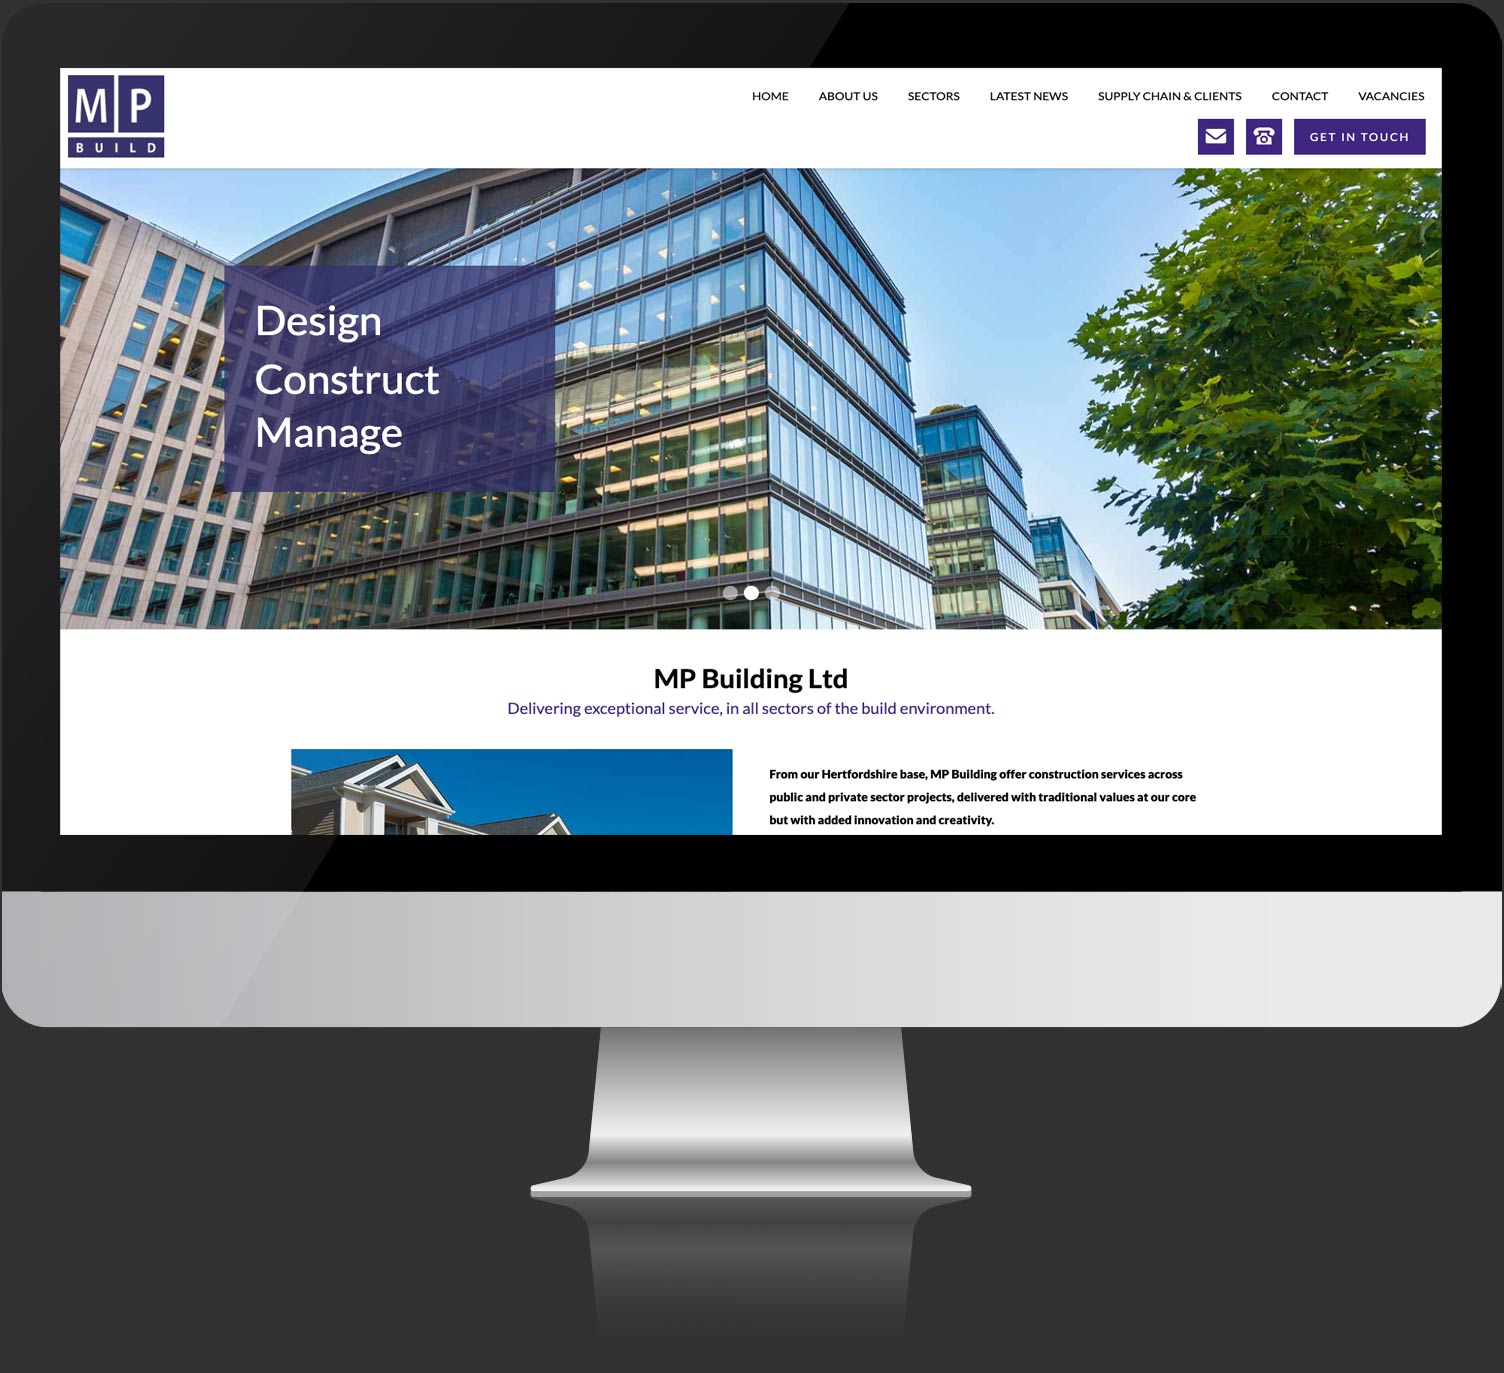 MP
BUILD
HOME ABOUT US SECTORS LATEST NEWS SUPPLY CHAIN & CLIENTS CONTACT VACANCIES
GET IN TOUCH
Design
Construct
Manage
MP Building Ltd
Delivering exceptional service, in all sectors of the build environment.
From our Hertfordshire base, MP Building offer construction services across
public and private sector projects, delivered with traditional values at our core
but with added innovation and creativity.